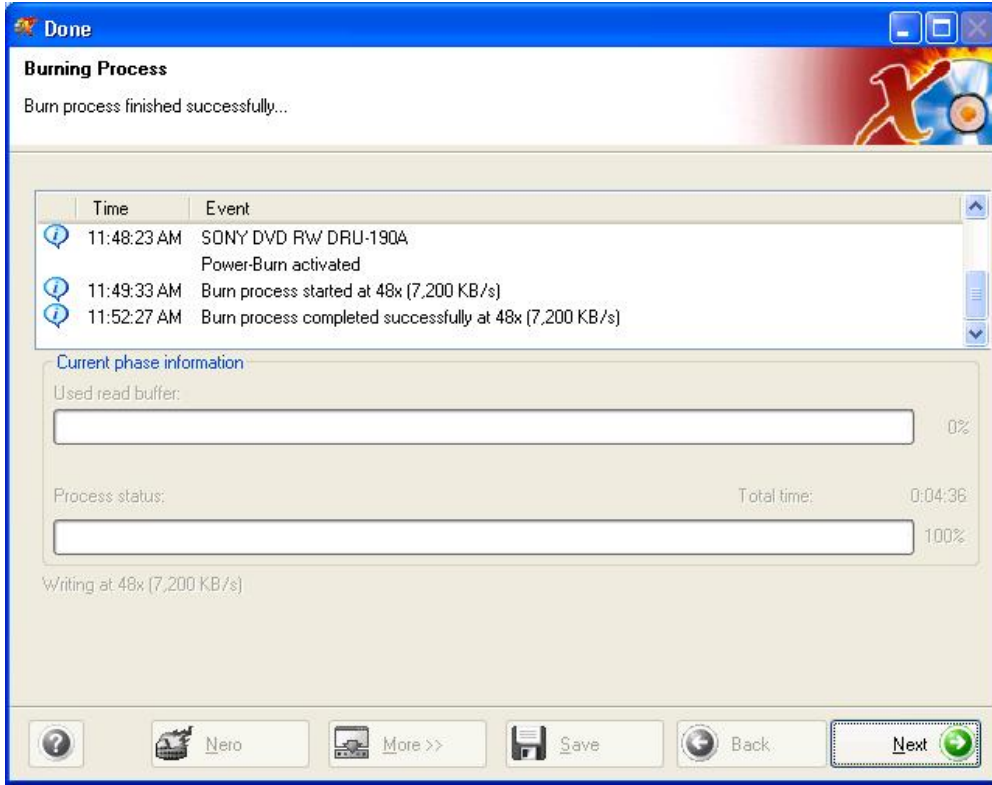 Done
Burning Process
Burn process finished successfully...
Time Event
11:48:23 AM SONY DVD RW DRU-190A
Power-Burn activated
11:49:33 AM Burn process started at 48x (7,200 KB/s)
11:52:27 AM Burn process completed successfully at 48x (7,200 KB/s)
Current phase information
Used read buffer:
0%
Process status: Total time: 0:04:36
100%
Writing at 48x (7,200 KB/s)
Nero More >> Save Back Next